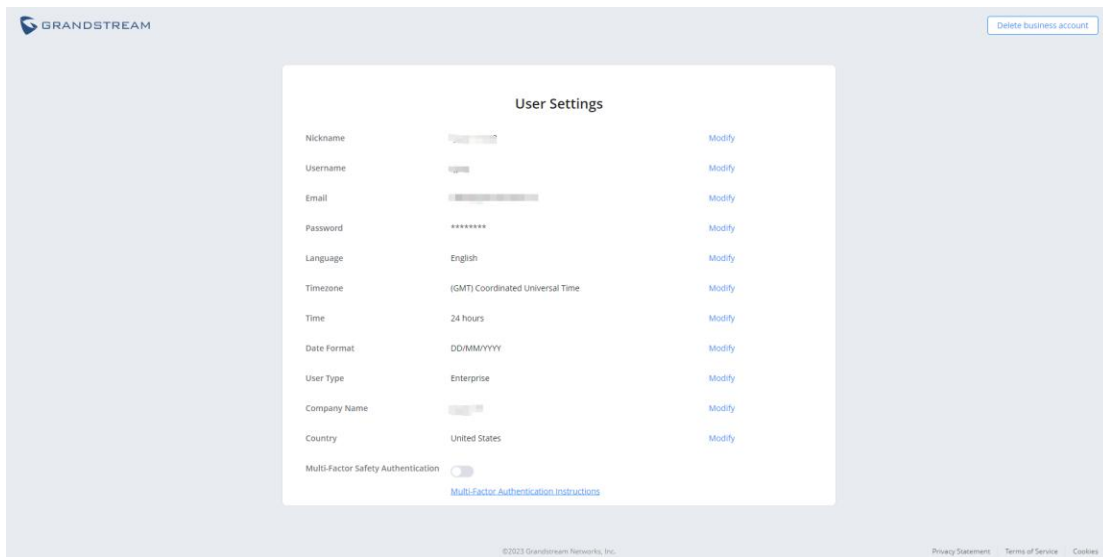 GRANDSTREAM
Delete business account
User Settings
Nickname Modify
Username Modify
Email Modify
Password ******** Modify
Language English Modify
Timezone (GMT) Coordinated Universal Time Modify
Time 24 hours Modify
Date Format DD/MM/YYYY Modify
User Type Enterprise Modify
Company Name Modify
Country United States Modify
Multi-Factor Safety Authentication
Multi-Factor Authentication Instructions
©2023 Grandstream Networks, Inc. Privacy Statement Terms of Service Cookies